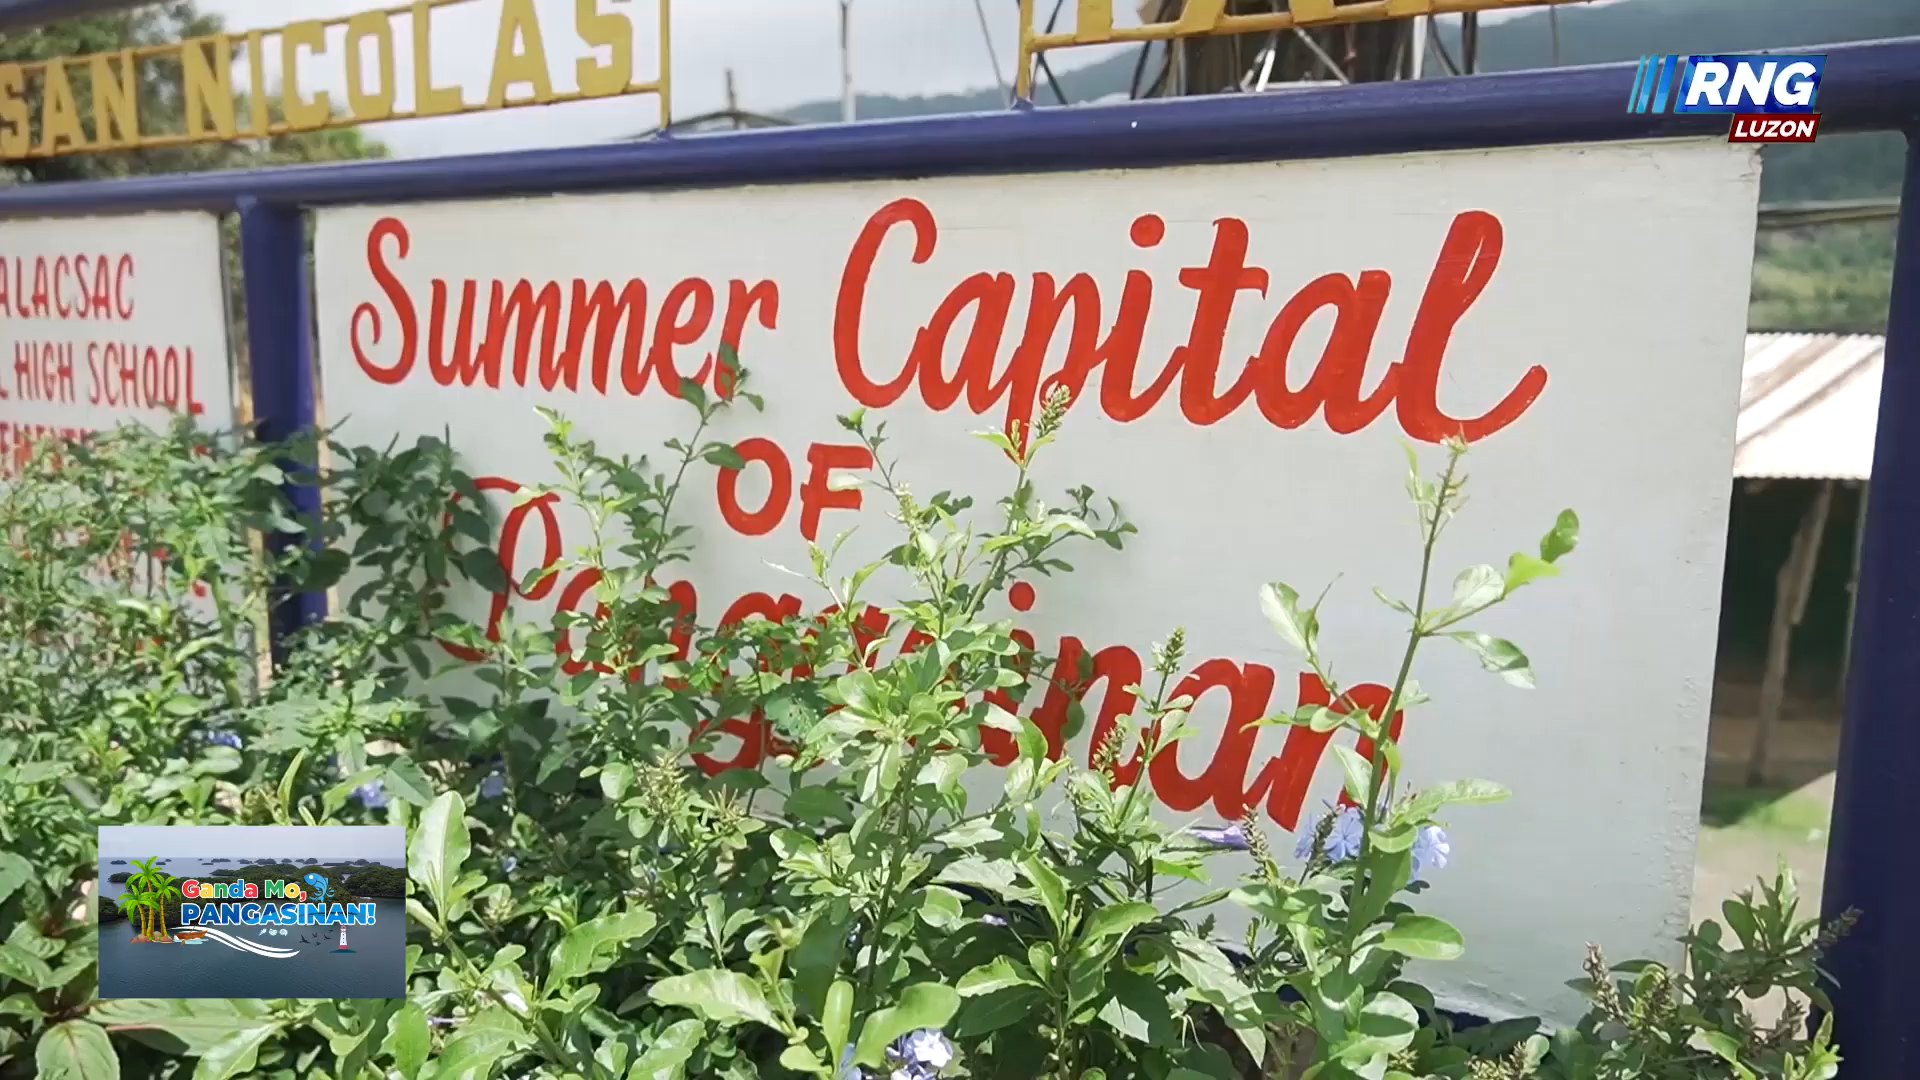 SAN NICOLAS
RNG
LUZON
ALACSAC
L HIGH SCHOOL
Summer Capital
OF
Pangasinan
Ganda Mo,
PANGASINAN!